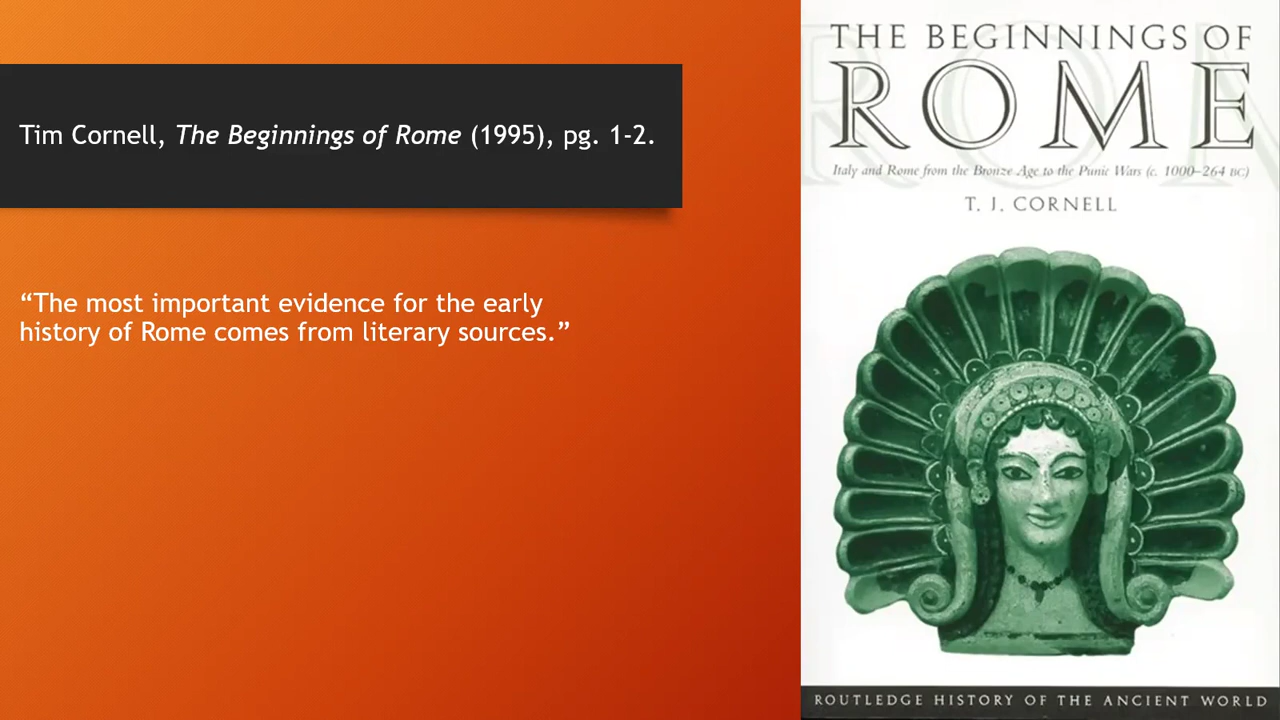 Tim Cornell, The Beginnings of Rome (1995), pg. 1-2.
“The most important evidence for the early
history of Rome comes from literary sources.”
THE BEGINNINGS OF
ROME
Italy and Rome from the Bronze Age to the Punic Wars (c. 1000–264 BC)
T. J. CORNELL
ROUTLEDGE HISTORY OF THE ANCIENT WORLD